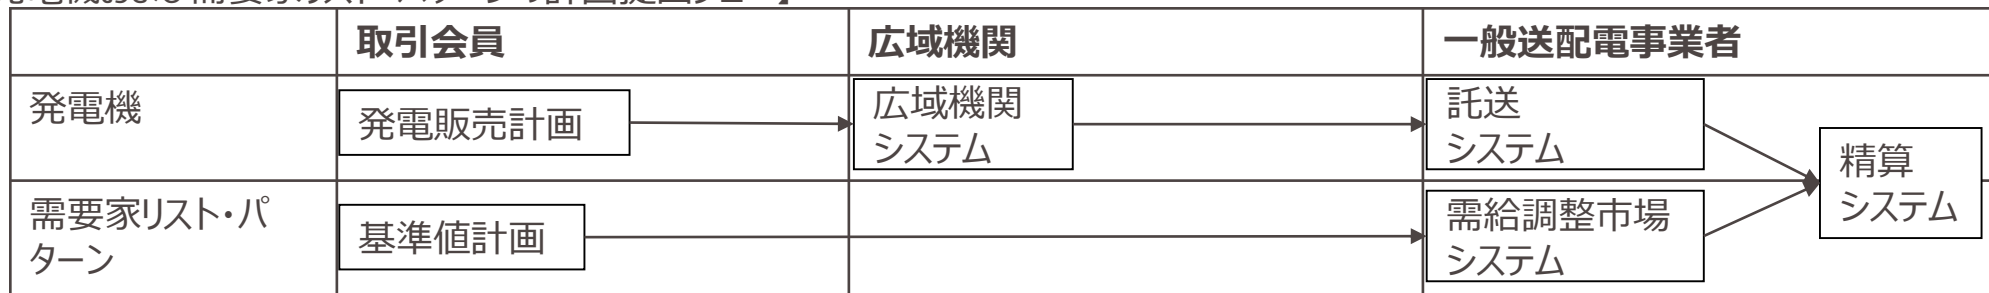 取引会員
広域機関
一般送配電事業者
発電機
発電販売計画
広域機関
システム
託送
システム
精算
システム
需要家リスト・パ
ターン
基準値計画
需給調整市場
システム